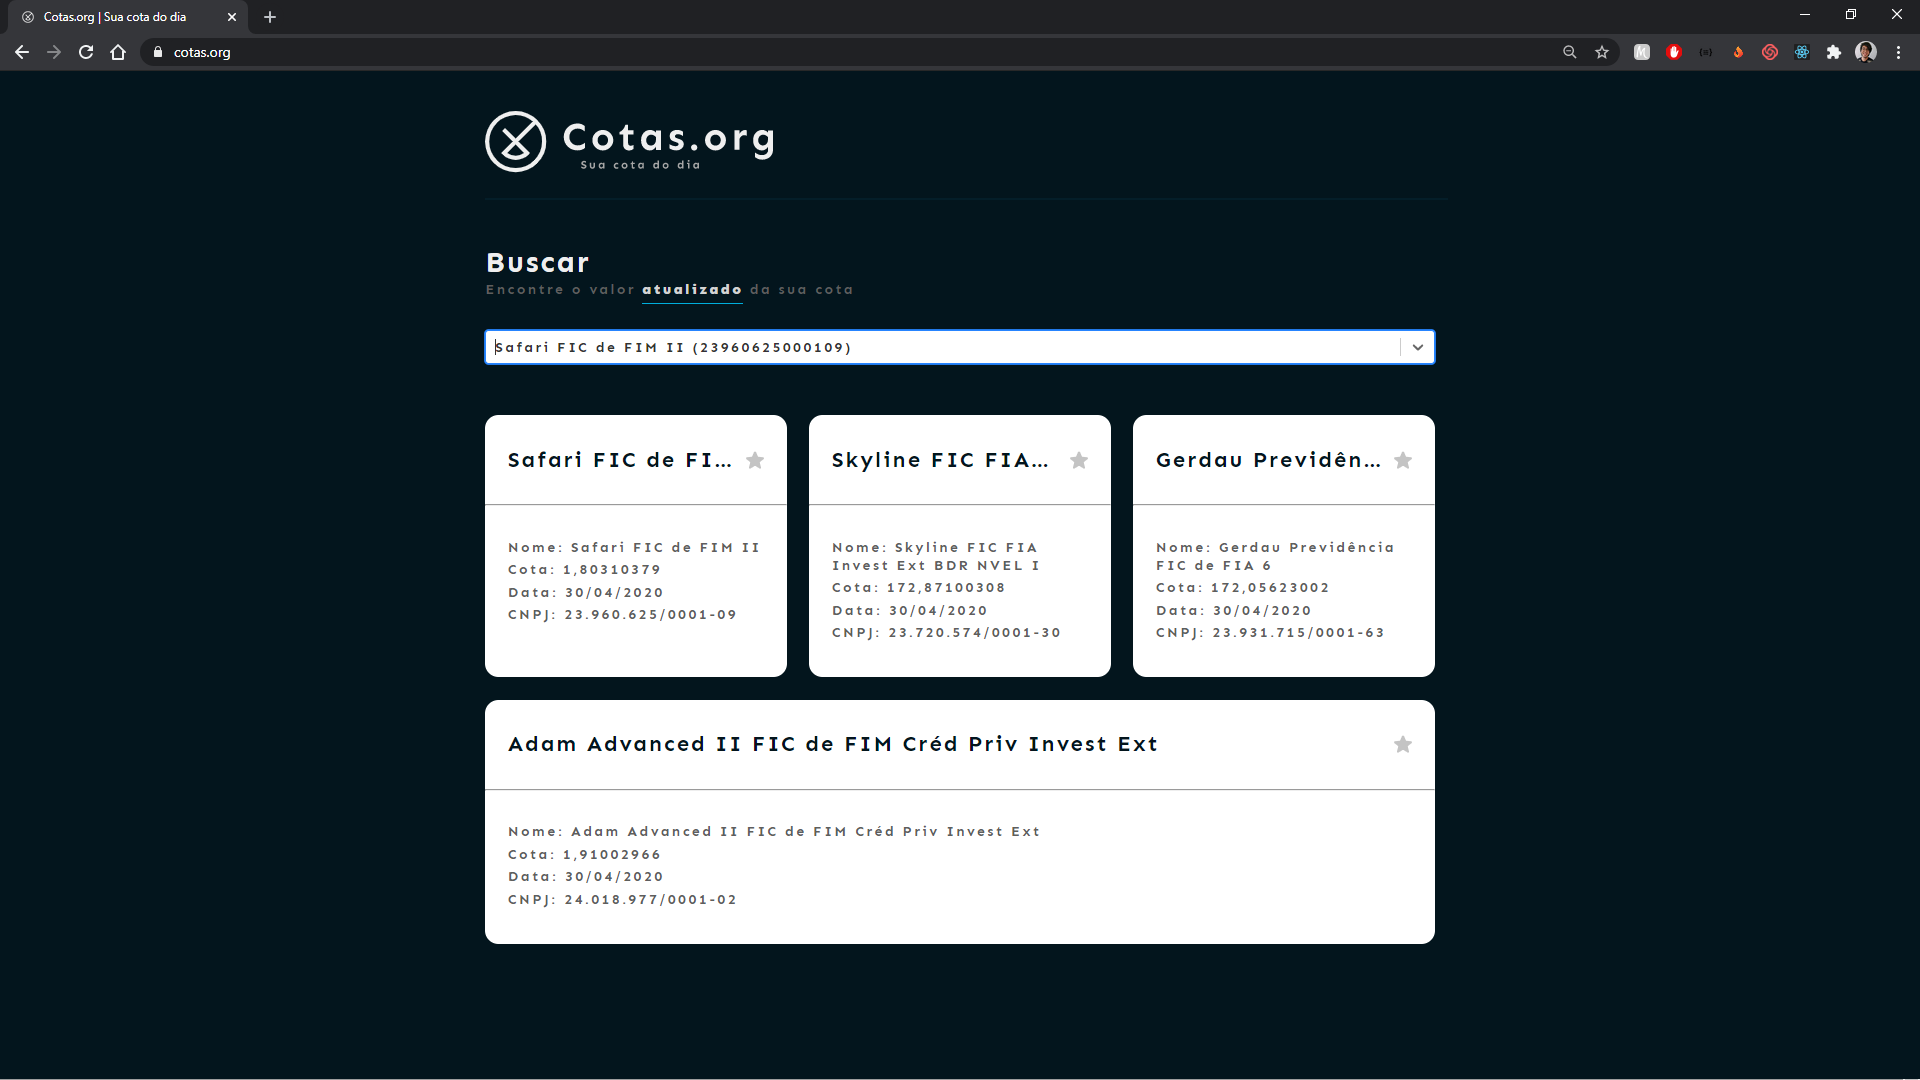 Cotas.org | Sua cota do dia
cotas.org
Cotas.org
Sua cota do dia
Buscar
Encontre o valor atualizado da sua cota
Safari FIC de FIM II (23960625000109)
Safari FIC de FI...
Nome: Safari FIC de FIM II
Cota: 1,80310379
Data: 30/04/2020
CNPJ: 23.960.625/0001-09
Skyline FIC FIA...
Nome: Skyline FIC FIA
Invest Ext BDR NVEL I
Cota: 172,87100308
Data: 30/04/2020
CNPJ: 23.720.574/0001-30
Gerdau Previdên...
Nome: Gerdau Previdência
FIC de FIA 6
Cota: 172,05623002
Data: 30/04/2020
CNPJ: 23.931.715/0001-63
Adam Advanced II FIC de FIM Créd Priv Invest Ext
Nome: Adam Advanced II FIC de FIM Créd Priv Invest Ext
Cota: 1,91002966
Data: 30/04/2020
CNPJ: 24.018.977/0001-02